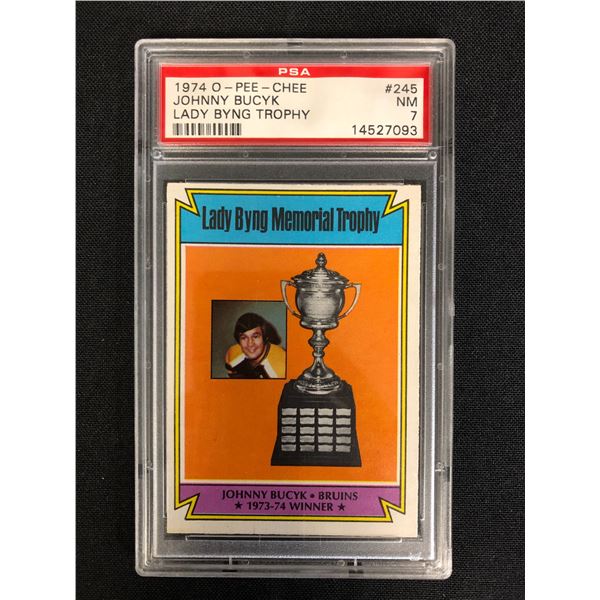 PSA
1974 O-PEE-CHEE #245
JOHNNY BUCYK NM
LADY BYNG TROPHY 7
14527093
Lady Byng Memorial Trophy
JOHNNY BUCYK • BRUINS
★ 1973-74 WINNER ★